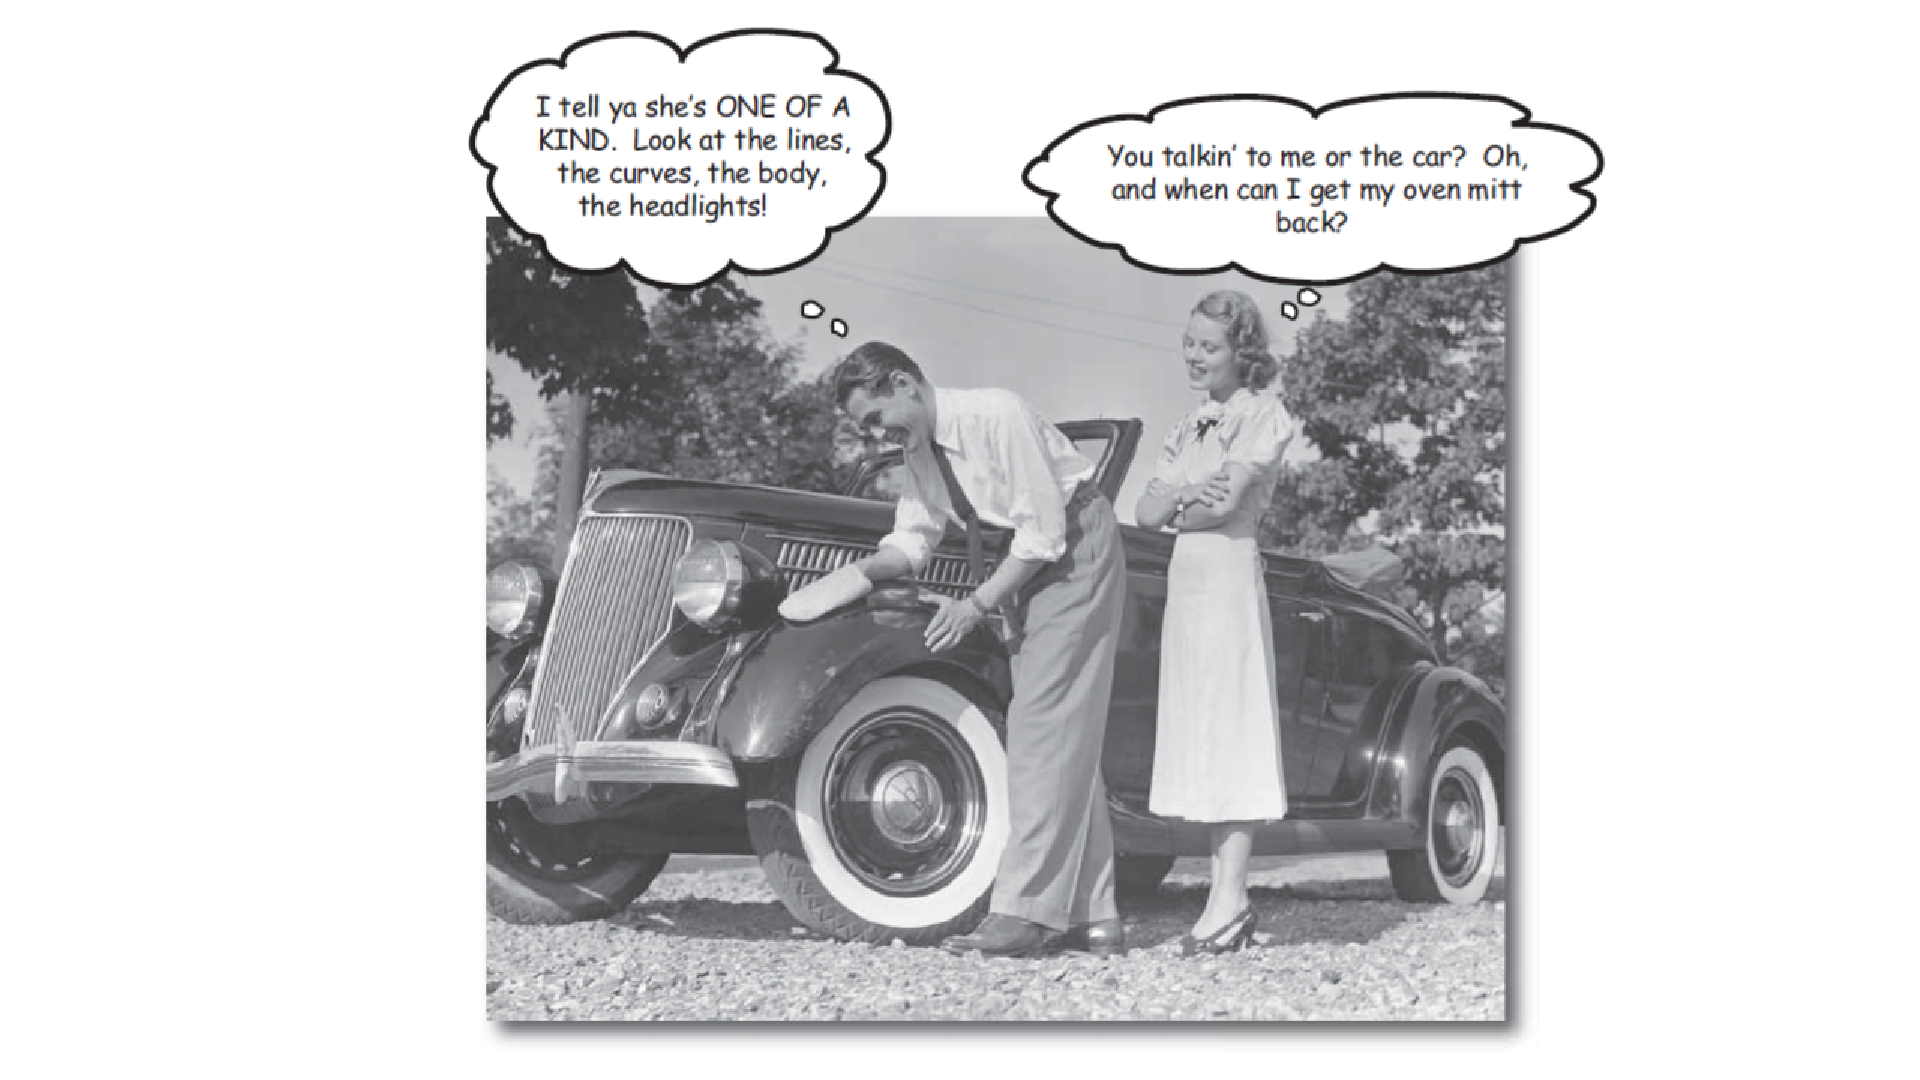 I tell ya she's ONE OF A
KIND. Look at the lines,
the curves, the body,
the headlights!
You talkin' to me or the car? Oh,
and when can I get my oven mitt
back?